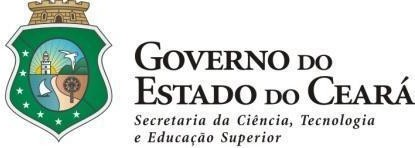 GOVERNO DO
ESTADO DO CEARÁ
Secretaria da Ciência, Tecnologia
e Educação Superior